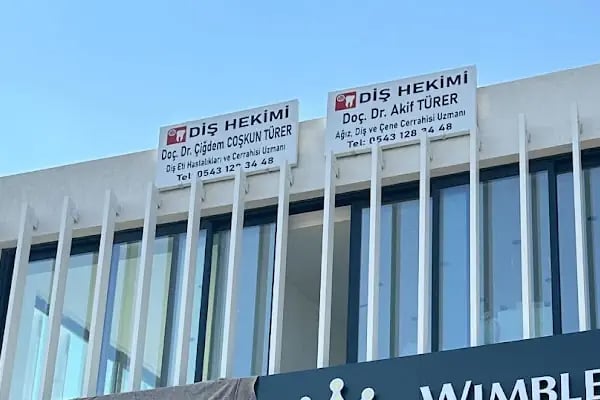 DİŞ HEKİMİ
Doç. Dr. Çiğdem COŞKUN TÜRER
Diş Eti Hastalıkları ve Cerrahisi Uzmanı
Tel: 0543 128 34 48
DİŞ HEKİMİ
Doç. Dr. Akif TÜRER
Ağız, Diş ve Çene Cerrahisi Uzmanı
Tel: 0543 128 34 48
WIMBLE